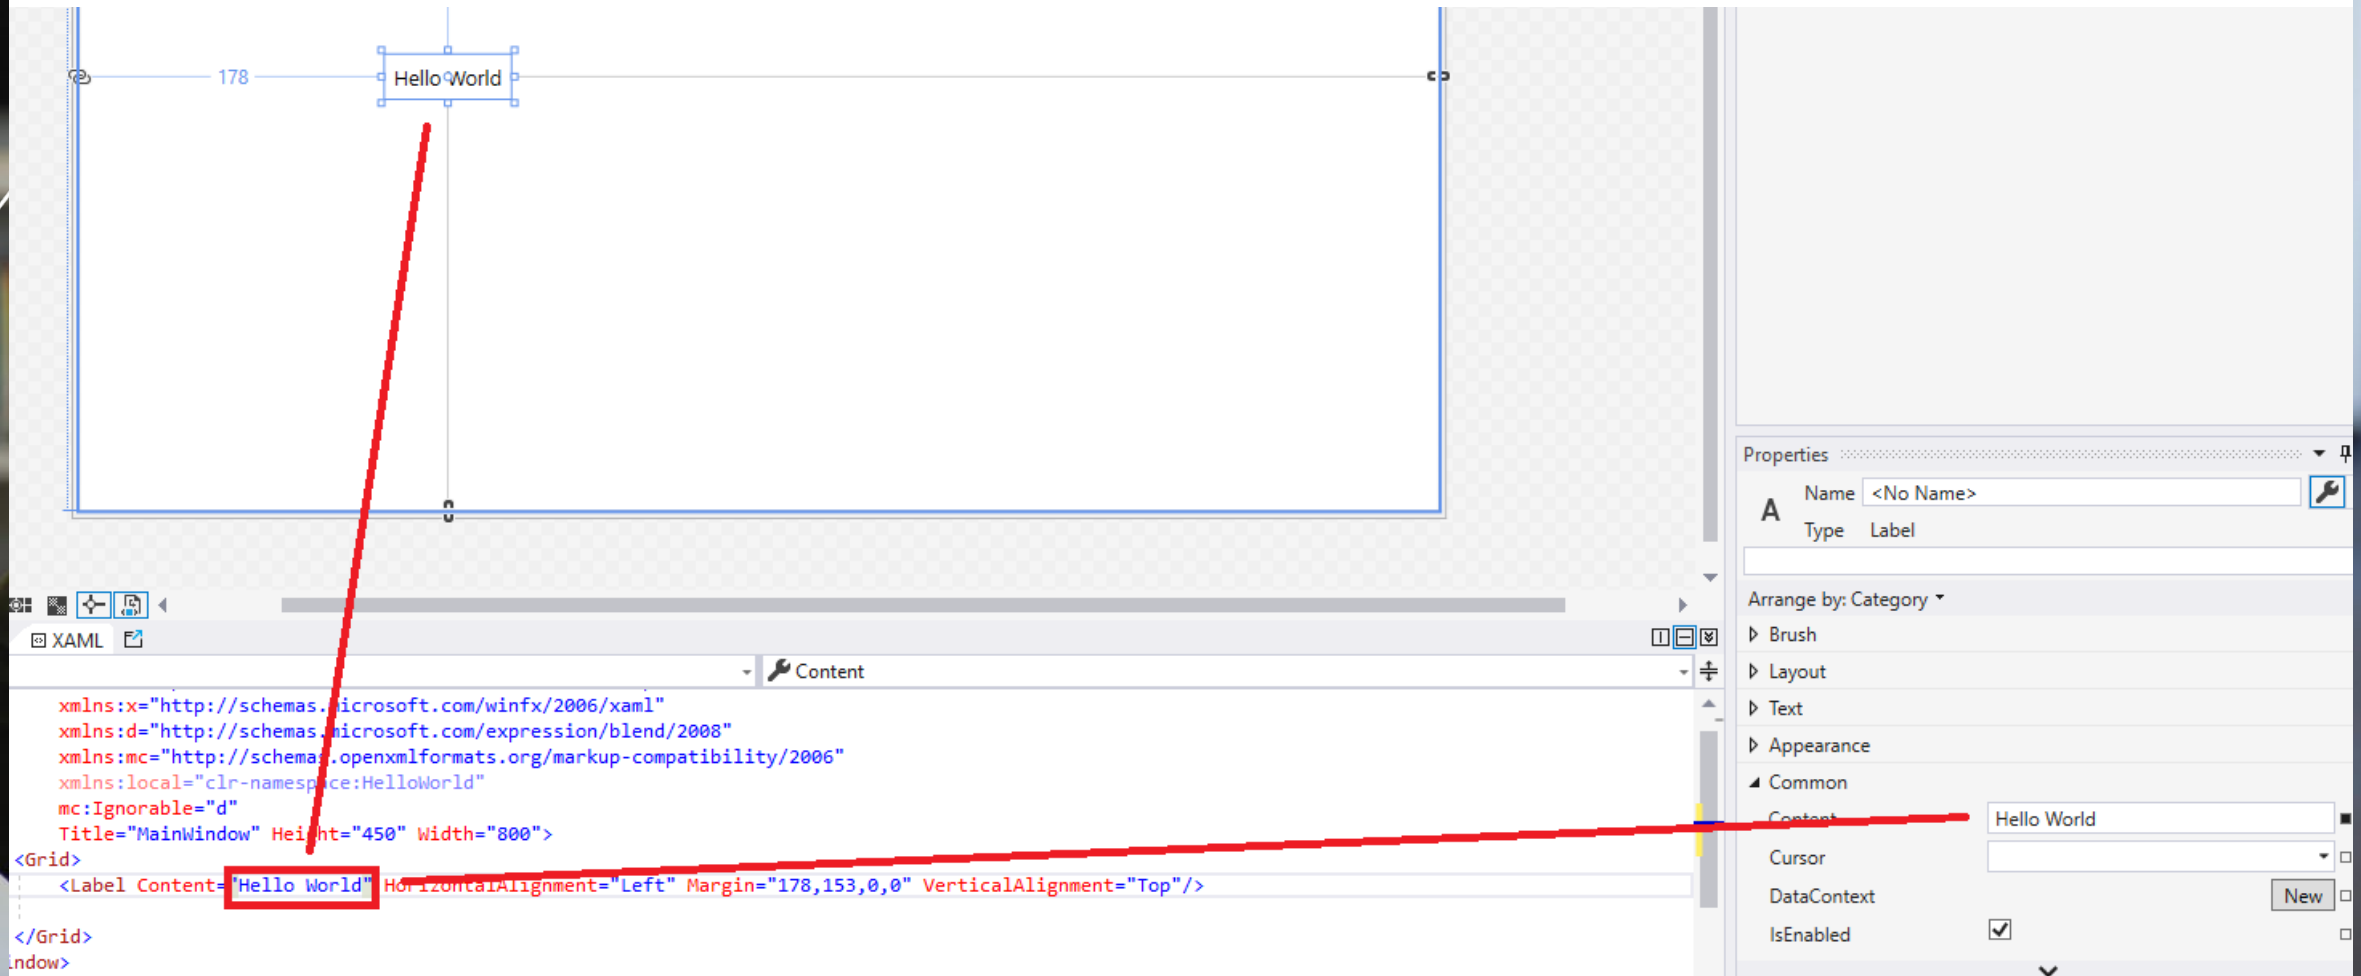 178
Hello World
Properties
Name <No Name>
A
Type Label
Arrange by: Category
Brush
Layout
Text
Appearance
Common
Content Hello World
Cursor
DataContext New
IsEnabled
XAML
Content
xmlns:x="http://schemas.microsoft.com/winfx/2006/xaml"
xmlns:d="http://schemas.microsoft.com/expression/blend/2008"
xmlns:mc="http://schemas.openxmlformats.org/markup-compatibility/2006"
xmlns:local="clr-namespace:HelloWorld"
mc:Ignorable="d"
Title="MainWindow" Height="450" Width="800">
<Grid>
<Label Content="Hello World" HorizontalAlignment="Left" Margin="178,153,0,0" VerticalAlignment="Top"/>
</Grid>
indow>